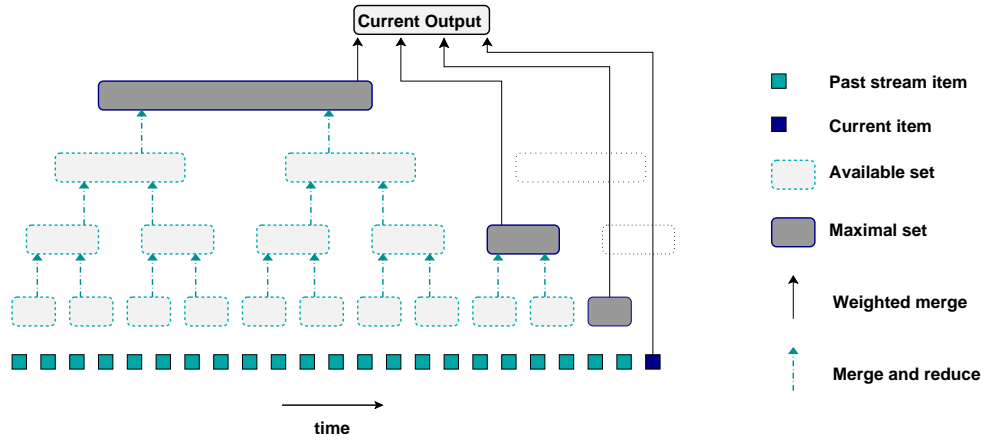 Current Output
Past stream item
Current item
Available set
Maximal set
Weighted merge
Merge and reduce
time